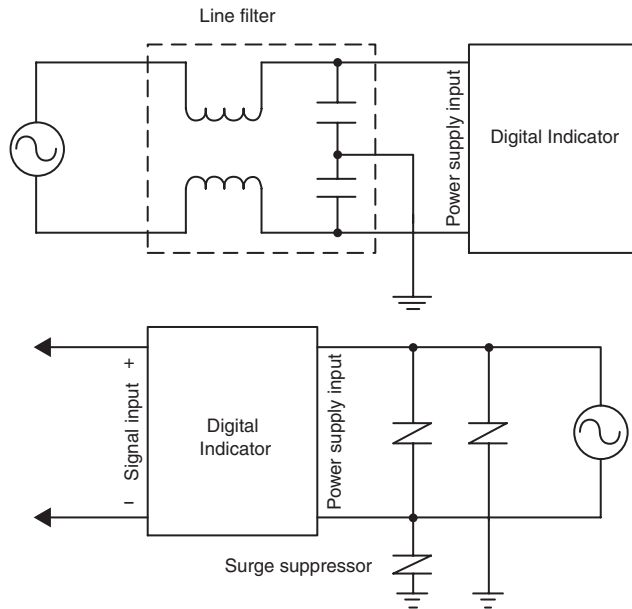 Line filter
Power supply input
Digital Indicator
Signal input
+
−
Digital
Indicator
Power supply input
Surge suppressor